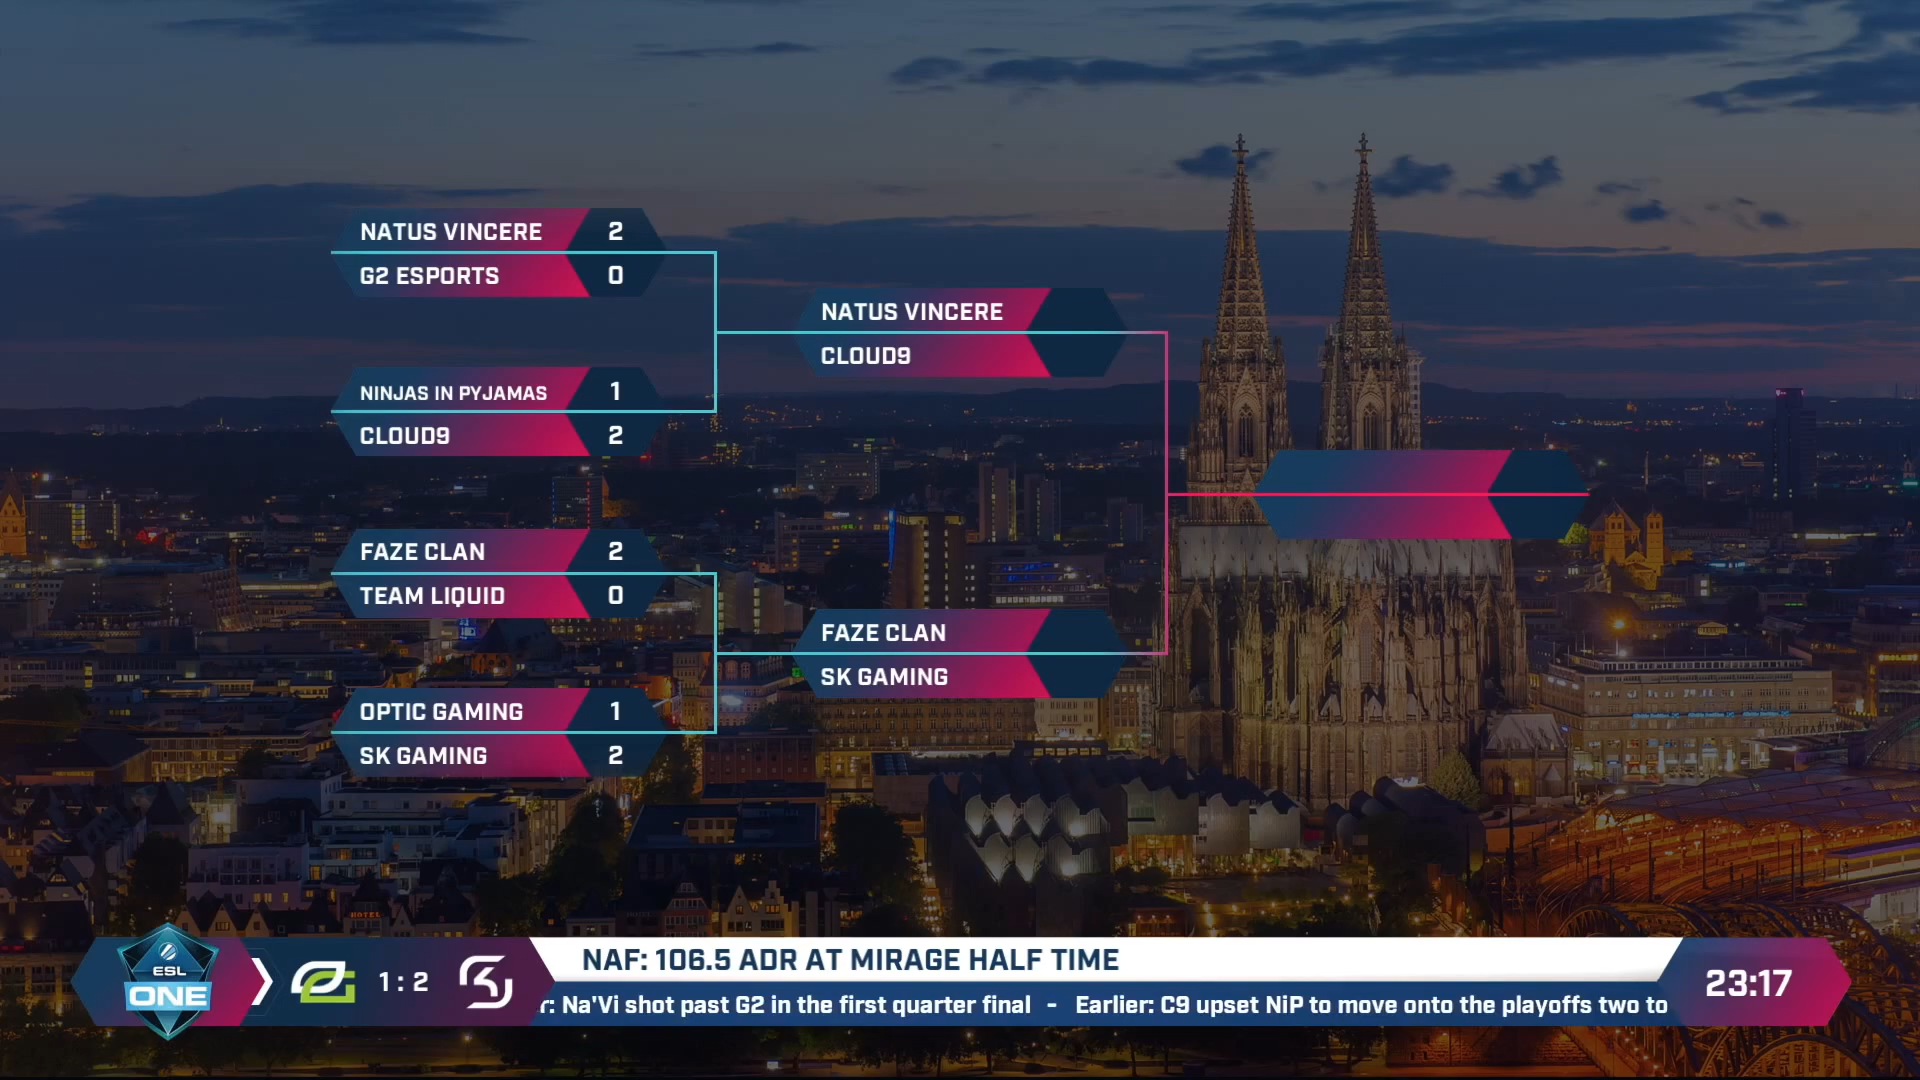 NATUS VINCERE 2
G2 ESPORTS 0
NINJAS IN PYJAMAS 1
CLOUD9 2
NATUS VINCERE
CLOUD9
FAZE CLAN 2
TEAM LIQUID 0
OPTIC GAMING 1
SK GAMING 2
FAZE CLAN
SK GAMING
HOTEL
ESL
ONE
1 : 2
SK
NAF: 106.5 ADR AT MIRAGE HALF TIME
r: Na'Vi shot past G2 in the first quarter final - Earlier: C9 upset NiP to move onto the playoffs two to
23:17